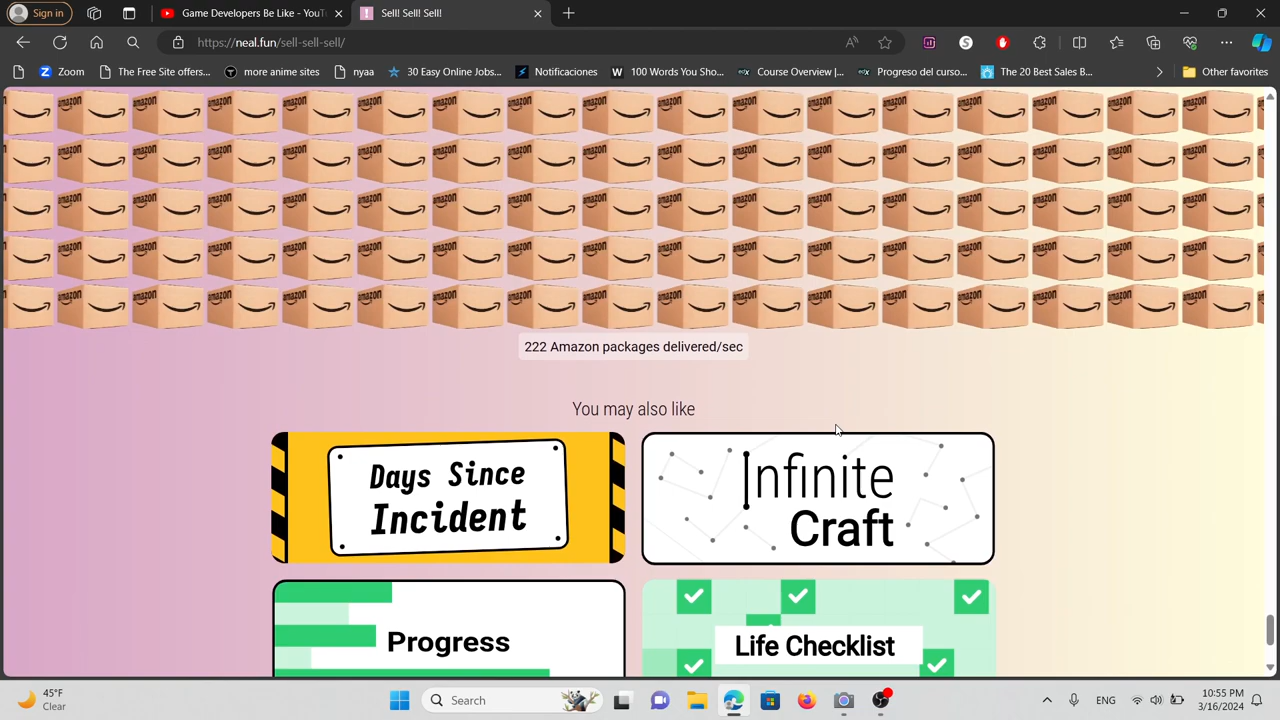 Sign in
Game Developers Be Like - YouT
Sell! Sell! Sell!
https://neal.fun/sell-sell-sell/
Zoom
The Free Site offers...
more anime sites
nyaa
30 Easy Online Jobs...
Notificaciones
100 Words You Sho...
Course Overview |...
Progreso del curso...
The 20 Best Sales B...
Other favorites
222 Amazon packages delivered/sec
You may also like
Days Since
Incident
Infinite
Craft
Progress
Life Checklist
45°F
Clear
Search
ENG
10:55 PM
3/16/2024